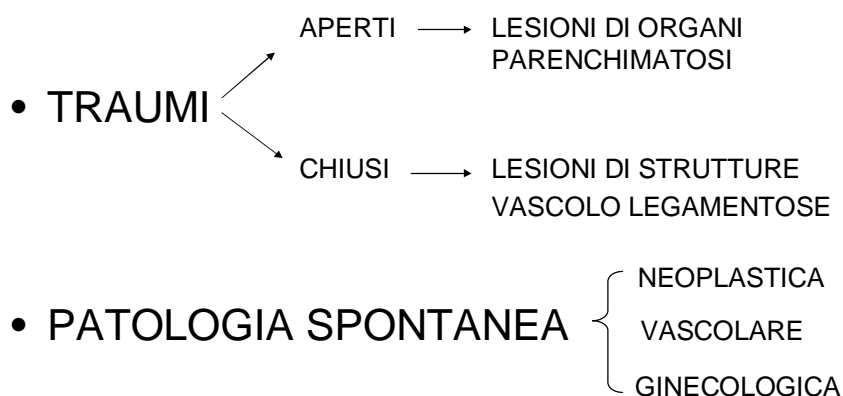 APERTI LESIONI DI ORGANI
PARENCHIMATOSI
• TRAUMI
CHIUSI LESIONI DI STRUTTURE
VASCOLO LEGAMENTOSE
NEOPLASTICA
• PATOLOGIA SPONTANEA VASCOLARE
GINECOLOGICA